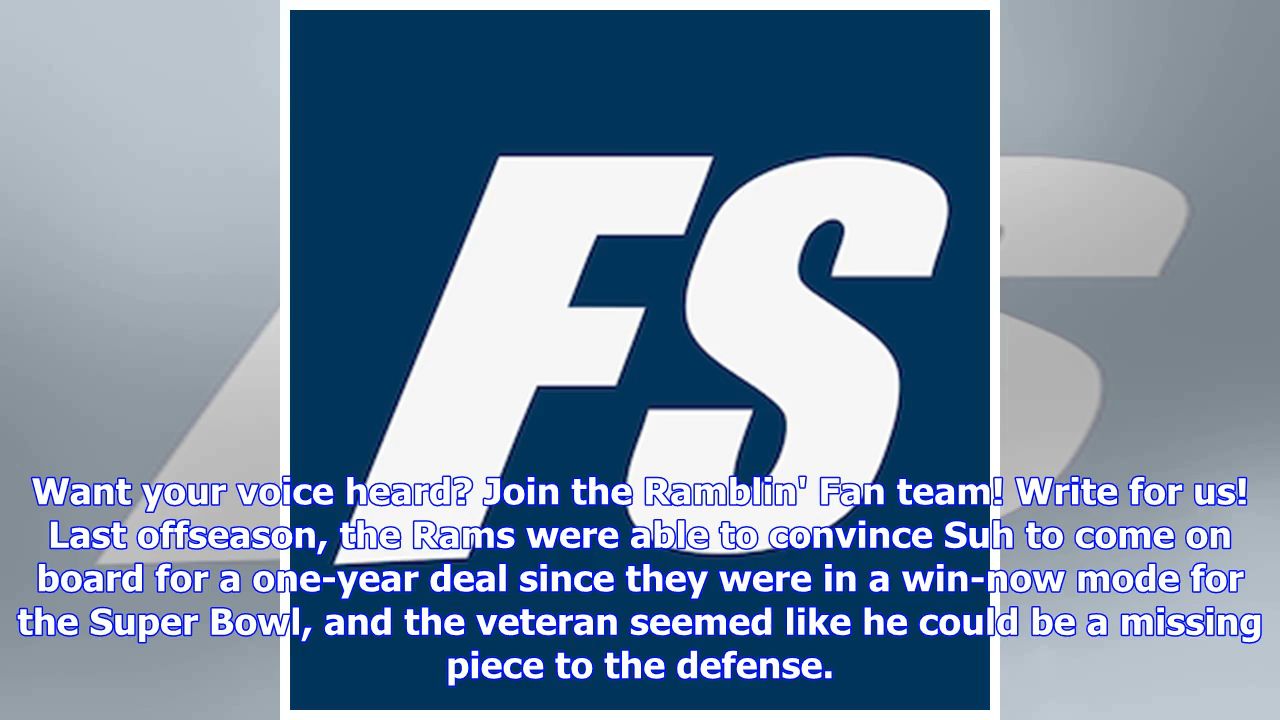 FS
Want your voice heard? Join the Ramblin' Fan team! Write for us!
Last offseason, the Rams were able to convince Suh to come on
board for a one-year deal since they were in a win-now mode for
the Super Bowl, and the veteran seemed like he could be a missing
piece to the defense.